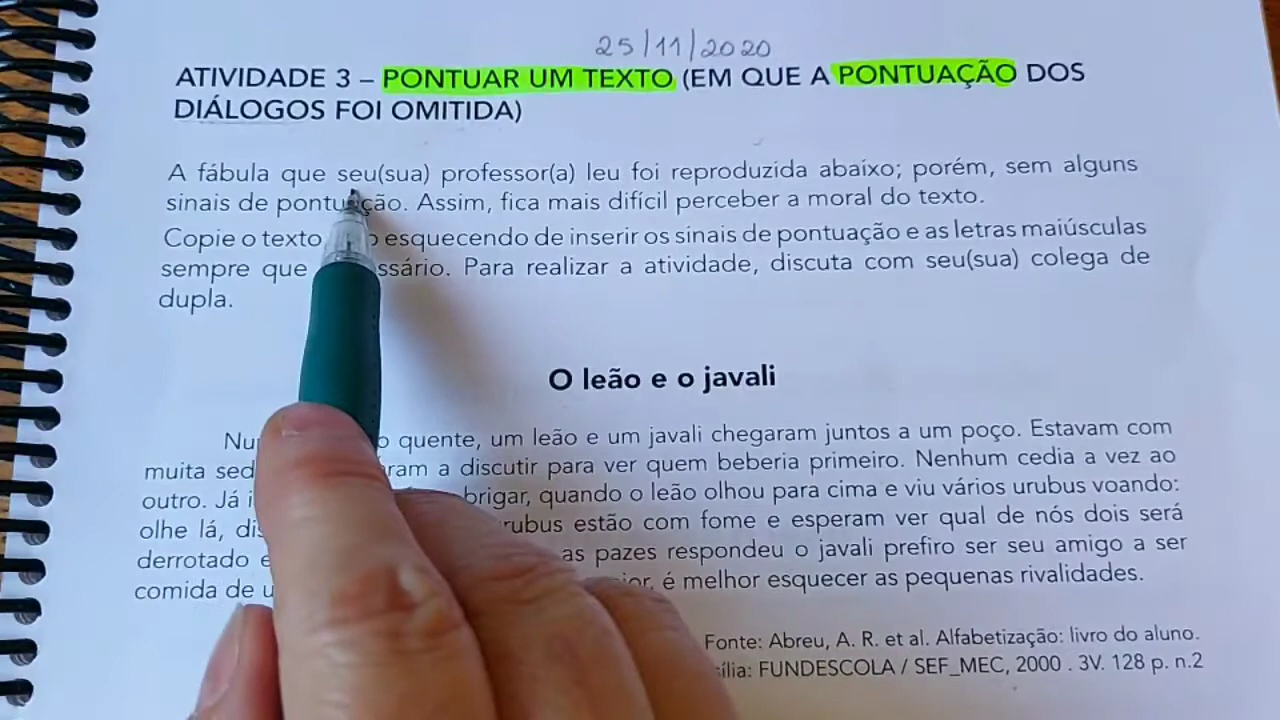 25/11/2020
ATIVIDADE 3 – PONTUAR UM TEXTO (EM QUE A PONTUAÇÃO DOS
DIÁLOGOS FOI OMITIDA)
A fábula que seu(sua) professor(a) leu foi reproduzida abaixo; porém, sem alguns
sinais de pontuação. Assim, fica mais difícil perceber a moral do texto.
Copie o texto esquecendo de inserir os sinais de pontuação e as letras maiúsculas
sempre que Para realizar a atividade, discuta com seu(sua) colega de
dupla.
O leão e o javali
quente, um leão e um javali chegaram juntos a um poço. Estavam com
muita a discutir para ver quem beberia primeiro. Nenhum cedia a vez ao
outro. Já brigar, quando o leão olhou para cima e viu vários urubus voando:
olhe lá, estão com fome e esperam ver qual de nós dois será
derrotado as pazes respondeu o javali prefiro ser seu amigo a ser
comida de é melhor esquecer as pequenas rivalidades.
Fonte: Abreu, A. R. et al. Alfabetização: livro do aluno.
FUNDESCOLA / SEF_MEC, 2000 . 3V. 128 p. n.2